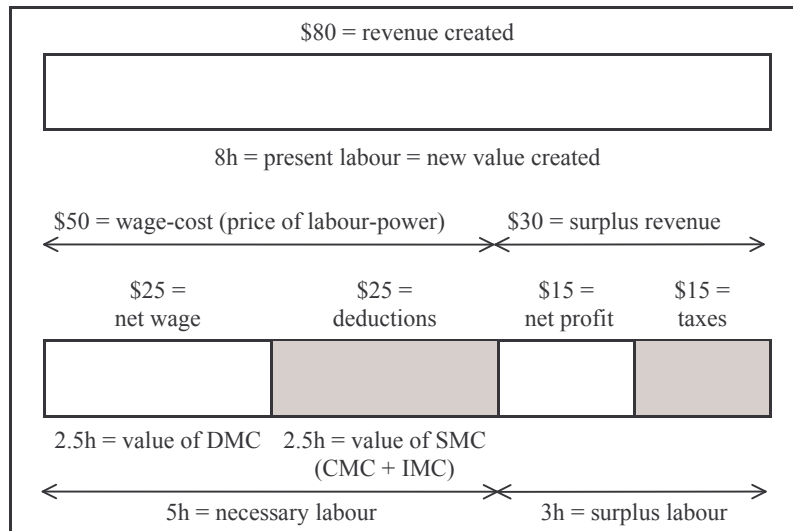 $80 = revenue created
8h = present labour = new value created
$50 = wage-cost (price of labour-power)
$30 = surplus revenue
$25 =
net wage
$25 =
deductions
$15 =
net profit
$15 =
taxes
2.5h = value of DMC
2.5h = value of SMC
(CMC + IMC)
5h = necessary labour
3h = surplus labour